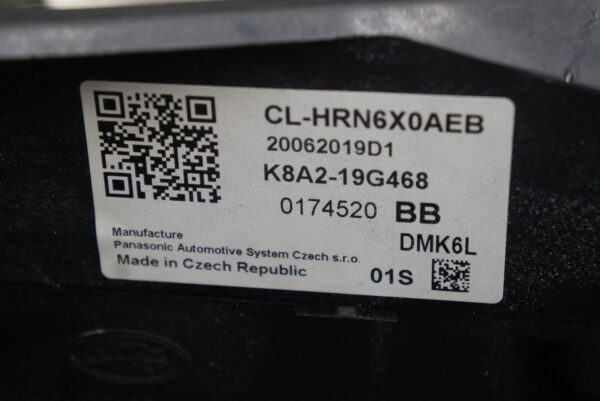 CL-HRN6X0AEB
20062019D1
K8A2-19G468
0174520 BB
DMK6L
Manufacture
Panasonic Automotive System Czech s.r.o.
Made in Czech Republic
01S